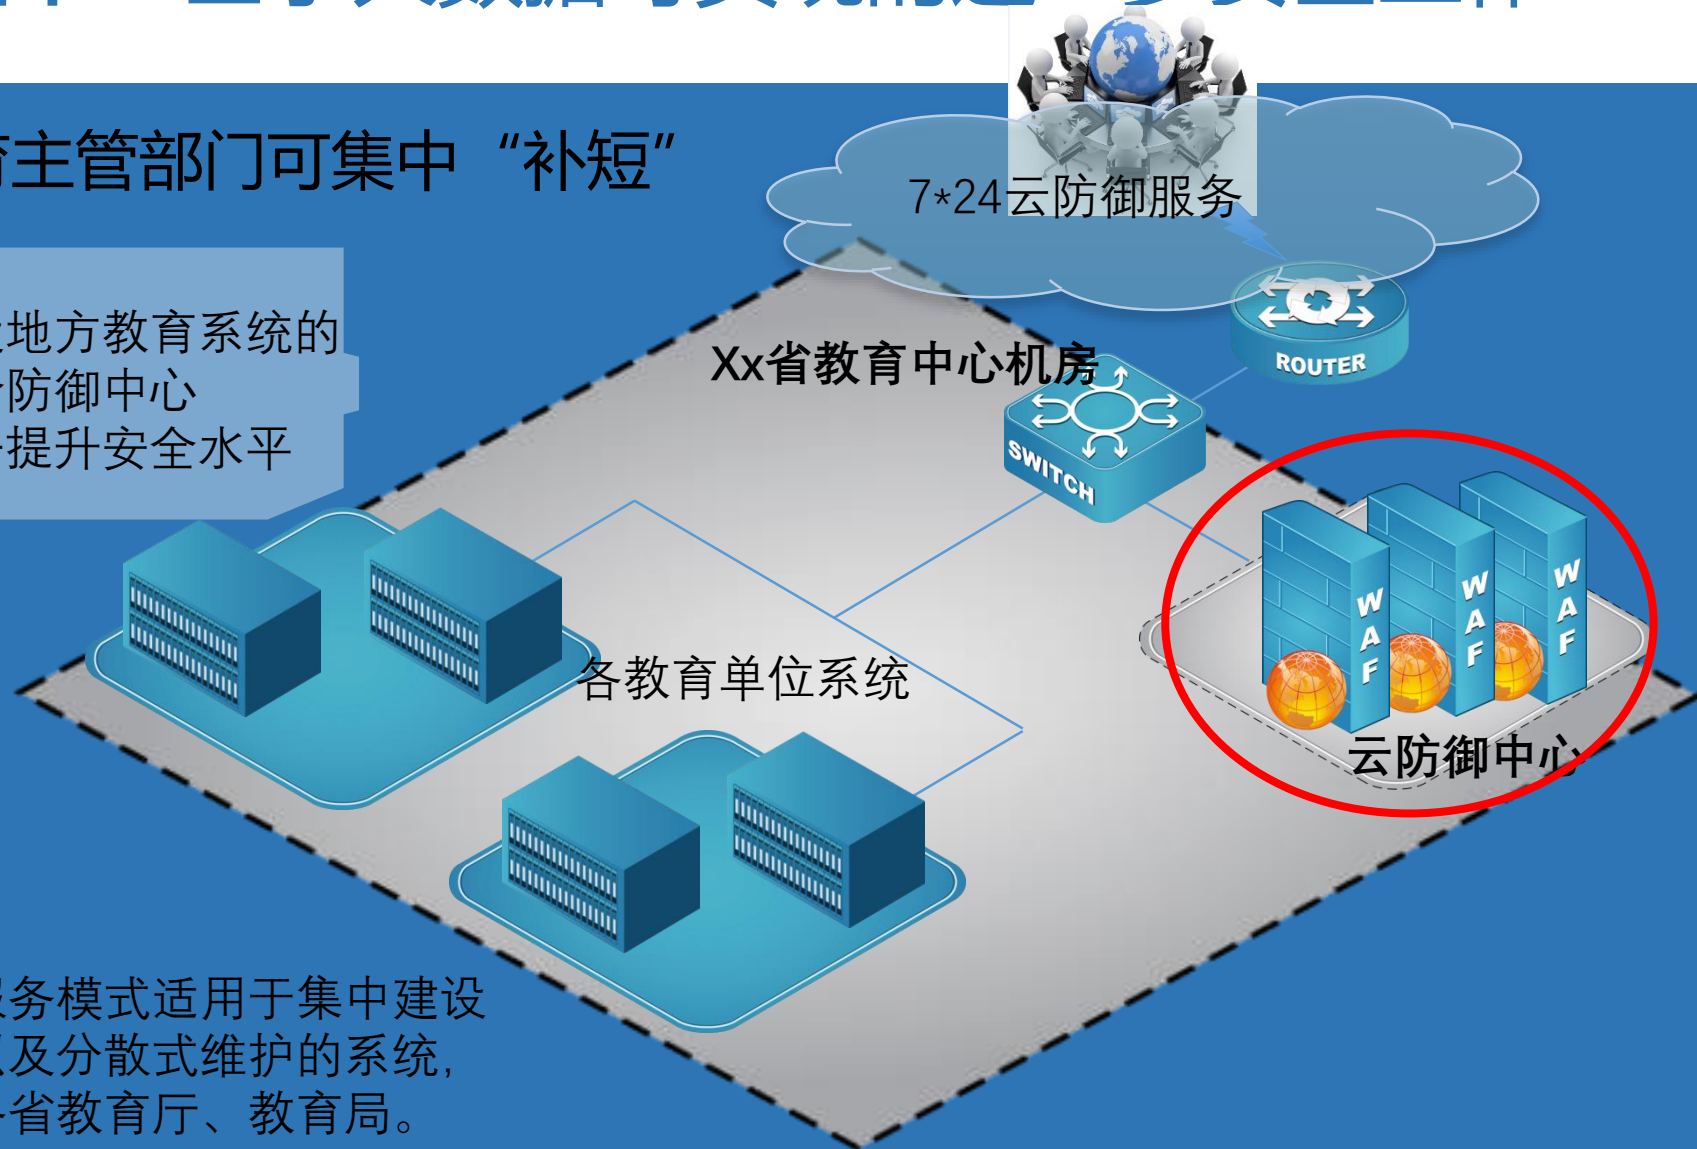 主管部门可集中“补短”
7*24云防御服务
地方教育系统的
防御中心
提升安全水平
Xx省教育中心机房
ROUTER
SWITCH
WAF
WAF
WAF
各教育单位系统
云防御中心
服务模式适用于集中建设
以及分散式维护的系统,
省教育厅、教育局。